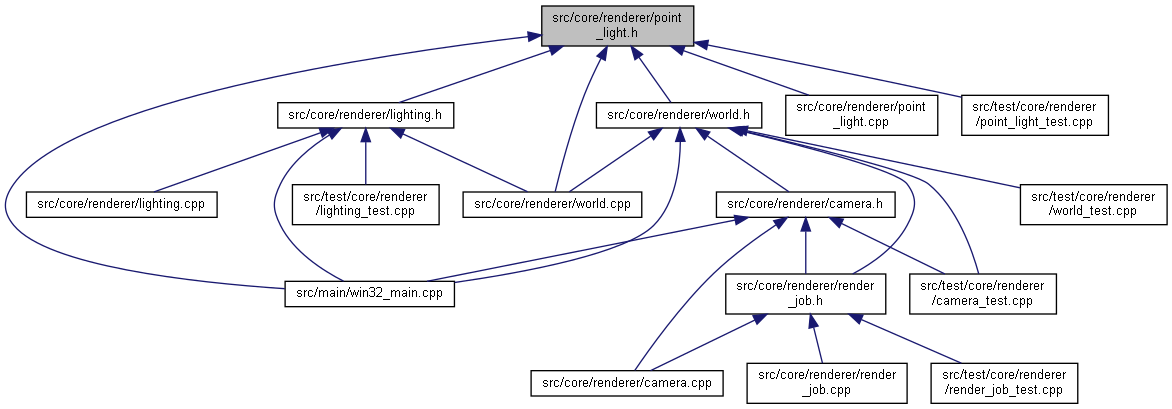 src/core/renderer/point
_light.h
src/core/renderer/lighting.h
src/core/renderer/world.h
src/core/renderer/point
_light.cpp
src/test/core/renderer
/point_light_test.cpp
src/core/renderer/lighting.cpp
src/test/core/renderer
/lighting_test.cpp
src/core/renderer/world.cpp
src/core/renderer/camera.h
src/test/core/renderer
/world_test.cpp
src/main/win32_main.cpp
src/core/renderer/render
_job.h
src/test/core/renderer
/camera_test.cpp
src/core/renderer/camera.cpp
src/core/renderer/render
_job.cpp
src/test/core/renderer
/render_job_test.cpp